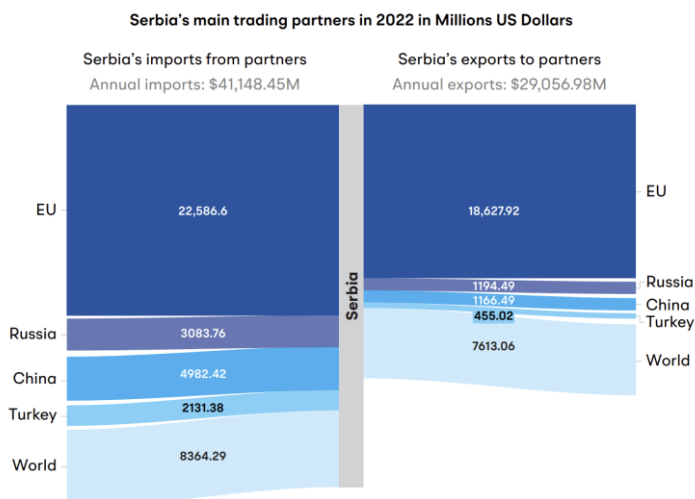 Serbia's main trading partners in 2022 in Millions US Dollars
Serbia's imports from partners
Annual imports: $41,148.45M
Serbia's exports to partners
Annual exports: $29,056.98M
EU
22,586.6
Russia
3083.76
China
4982.42
Turkey
2131.38
World
8364.29
Serbia
18,627.92
EU
1194.49
Russia
1166.49
China
455.02
Turkey
7613.06
World